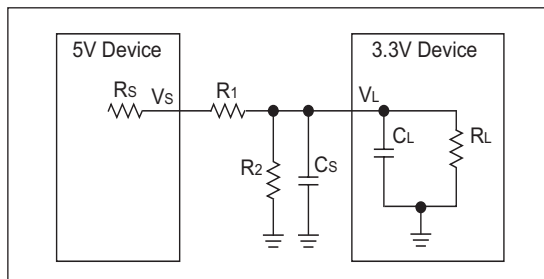 5V Device
3.3V Device
RS
VS
R1
VL
R2
CS
CL
RL